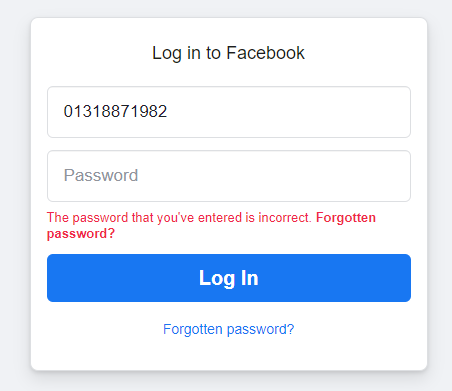 Log in to Facebook
01318871982
Password
The password that you've entered is incorrect. Forgotten
password?
Log In
Forgotten password?